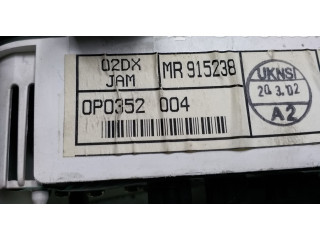 02DX
JAM
MR 915238
0P0352 004
UKNSI
20.3.02
A2